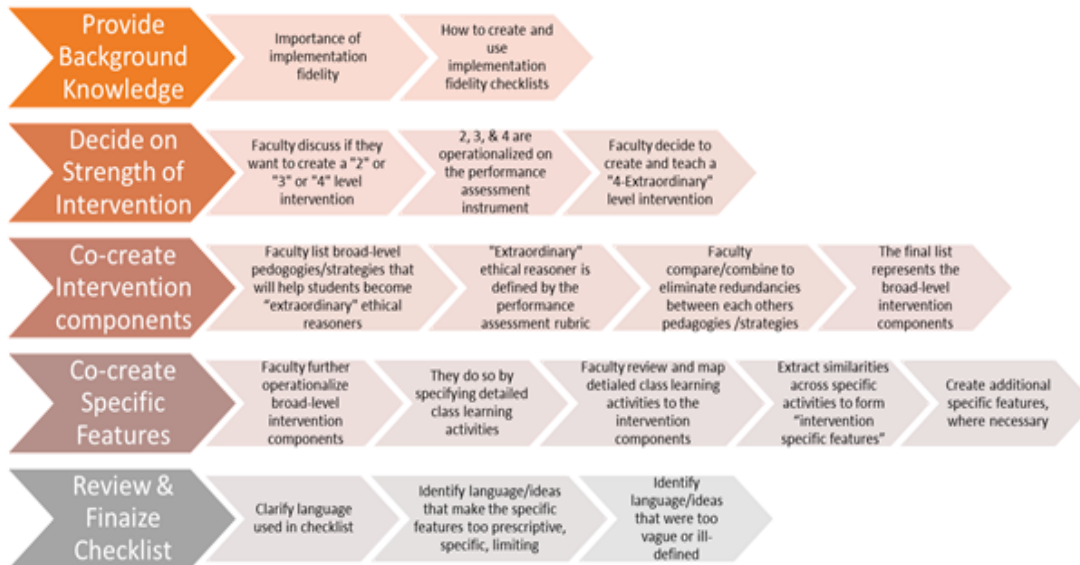 Provide
Background
Knowledge
Importance of
implementation
fidelity
How to create and
use
implementation
fidelity checklists
Decide on
Strength of
Intervention
Faculty discuss if they
want to create a "2" or
"3" or "4" level
intervention
2, 3, & 4 are
operationalized on
the performance
assessment
instrument
Faculty decide to
create and teach a
"4-Extraordinary"
level intervention
Co-create
Intervention
components
Faculty list broad-level
pedogogies/strategies that
will help students become
"extraordinary" ethical
reasoners
"Extraordinary"
ethical reasoner is
defined by the
performance
assessment rubric
Faculty
compare/combine to
eliminate redundancies
between each others
pedagogies /strategies
The final list
represents the
broad-level
intervention
components
Co-create
Specific
Features
Faculty further
operationalize
broad-level
intervention
components
They do so by
specifying detailed
class learning
activities
Faculty review and map
detialed class learning
activities to the
intervention
components
Extract similarities
across specific
activities to form
"intervention
specific features"
Create additional
specific features,
where necessary
Review &
Finaize
Checklist
Clarify language
used in checklist
Identify language/ideas
that make the specific
features too prescriptive,
specific, limiting
Identify
language/ideas
that were too
vague or ill-
defined